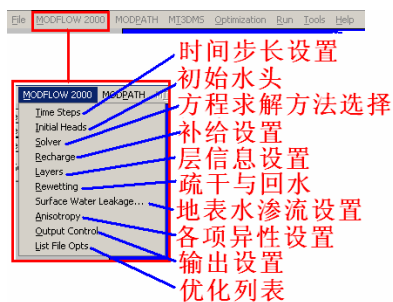 File MODFLOW 2000 MODPATH MT3DMS Optimization Run Tools Help
MODFLOW 2000 MODPATH
Time Steps
Initial Heads
Solver
Recharge
Layers
Rewetting
Surface Water Leakage...
Anisotropy
Output Control
List File Opts
时间步长设置
初始水头
方程求解方法选择
补给设置
层信息设置
疏干与回水
地表水渗流设置
各项异性设置
输出设置
优化列表